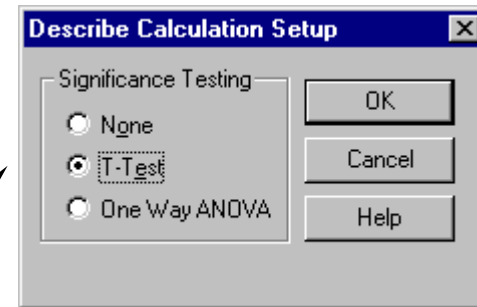 Describe Calculation Setup
Significance Testing
None
T-Test
One Way ANOVA
OK
Cancel
Help